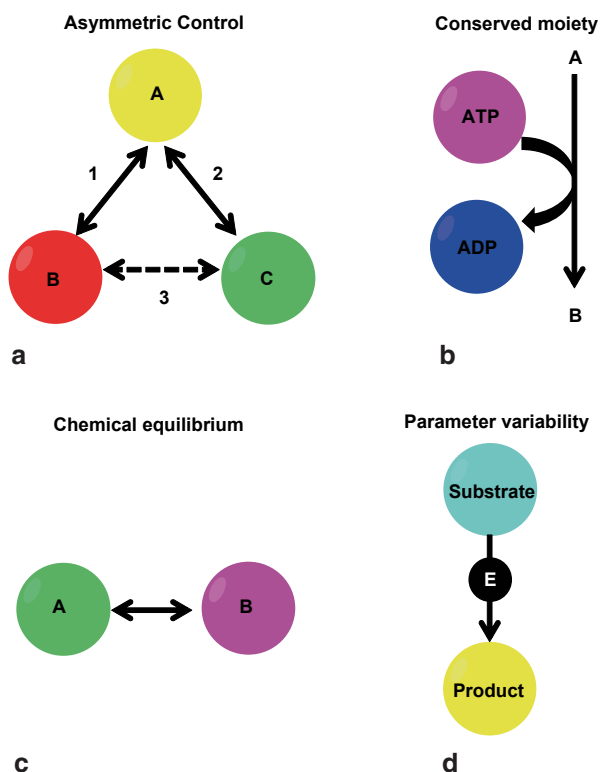 Asymmetric Control
A
1
2
B
C
3
a
Conserved moiety
A
ATP
ADP
B
b
Chemical equilibrium
A
B
c
Parameter variability
Substrate
E
Product
d